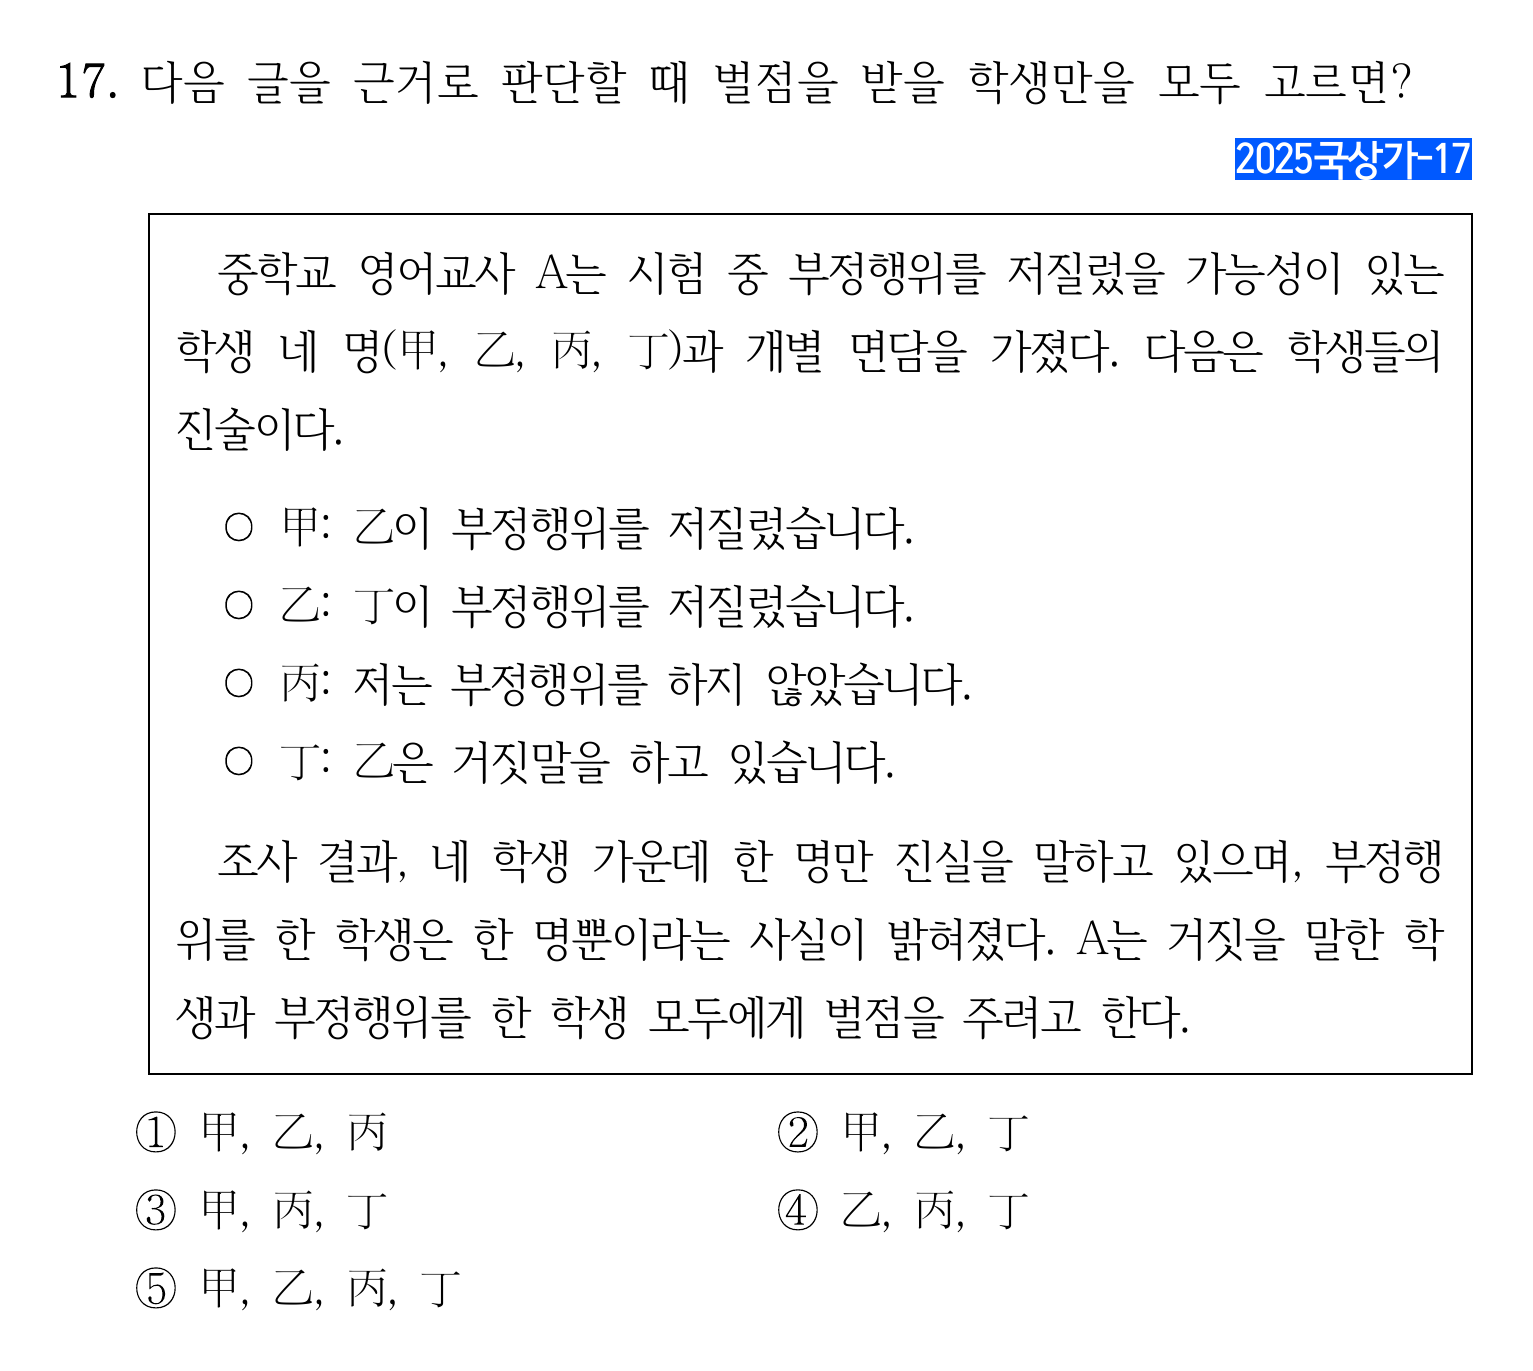 17. 다음 글을 근거로 판단할 때 벌점을 받을 학생만을 모두 고르면?
2025국상가-17
중학교 영어교사 A는 시험 중 부정행위를 저질렀을 가능성이 있는
학생 네 명(甲, 乙, 丙, 丁)과 개별 면담을 가졌다. 다음은 학생들의
진술이다.
○ 甲: 乙이 부정행위를 저질렀습니다.
○ 乙: 丁이 부정행위를 저질렀습니다.
○ 丙: 저는 부정행위를 하지 않았습니다.
○ 丁: 乙은 거짓말을 하고 있습니다.
조사 결과, 네 학생 가운데 한 명만 진실을 말하고 있으며, 부정행
위를 한 학생은 한 명뿐이라는 사실이 밝혀졌다. A는 거짓을 말한 학
생과 부정행위를 한 학생 모두에게 벌점을 주려고 한다.
① 甲, 乙, 丙 ② 甲, 乙, 丁
③ 甲, 丙, 丁 ④ 乙, 丙, 丁
⑤ 甲, 乙, 丙, 丁